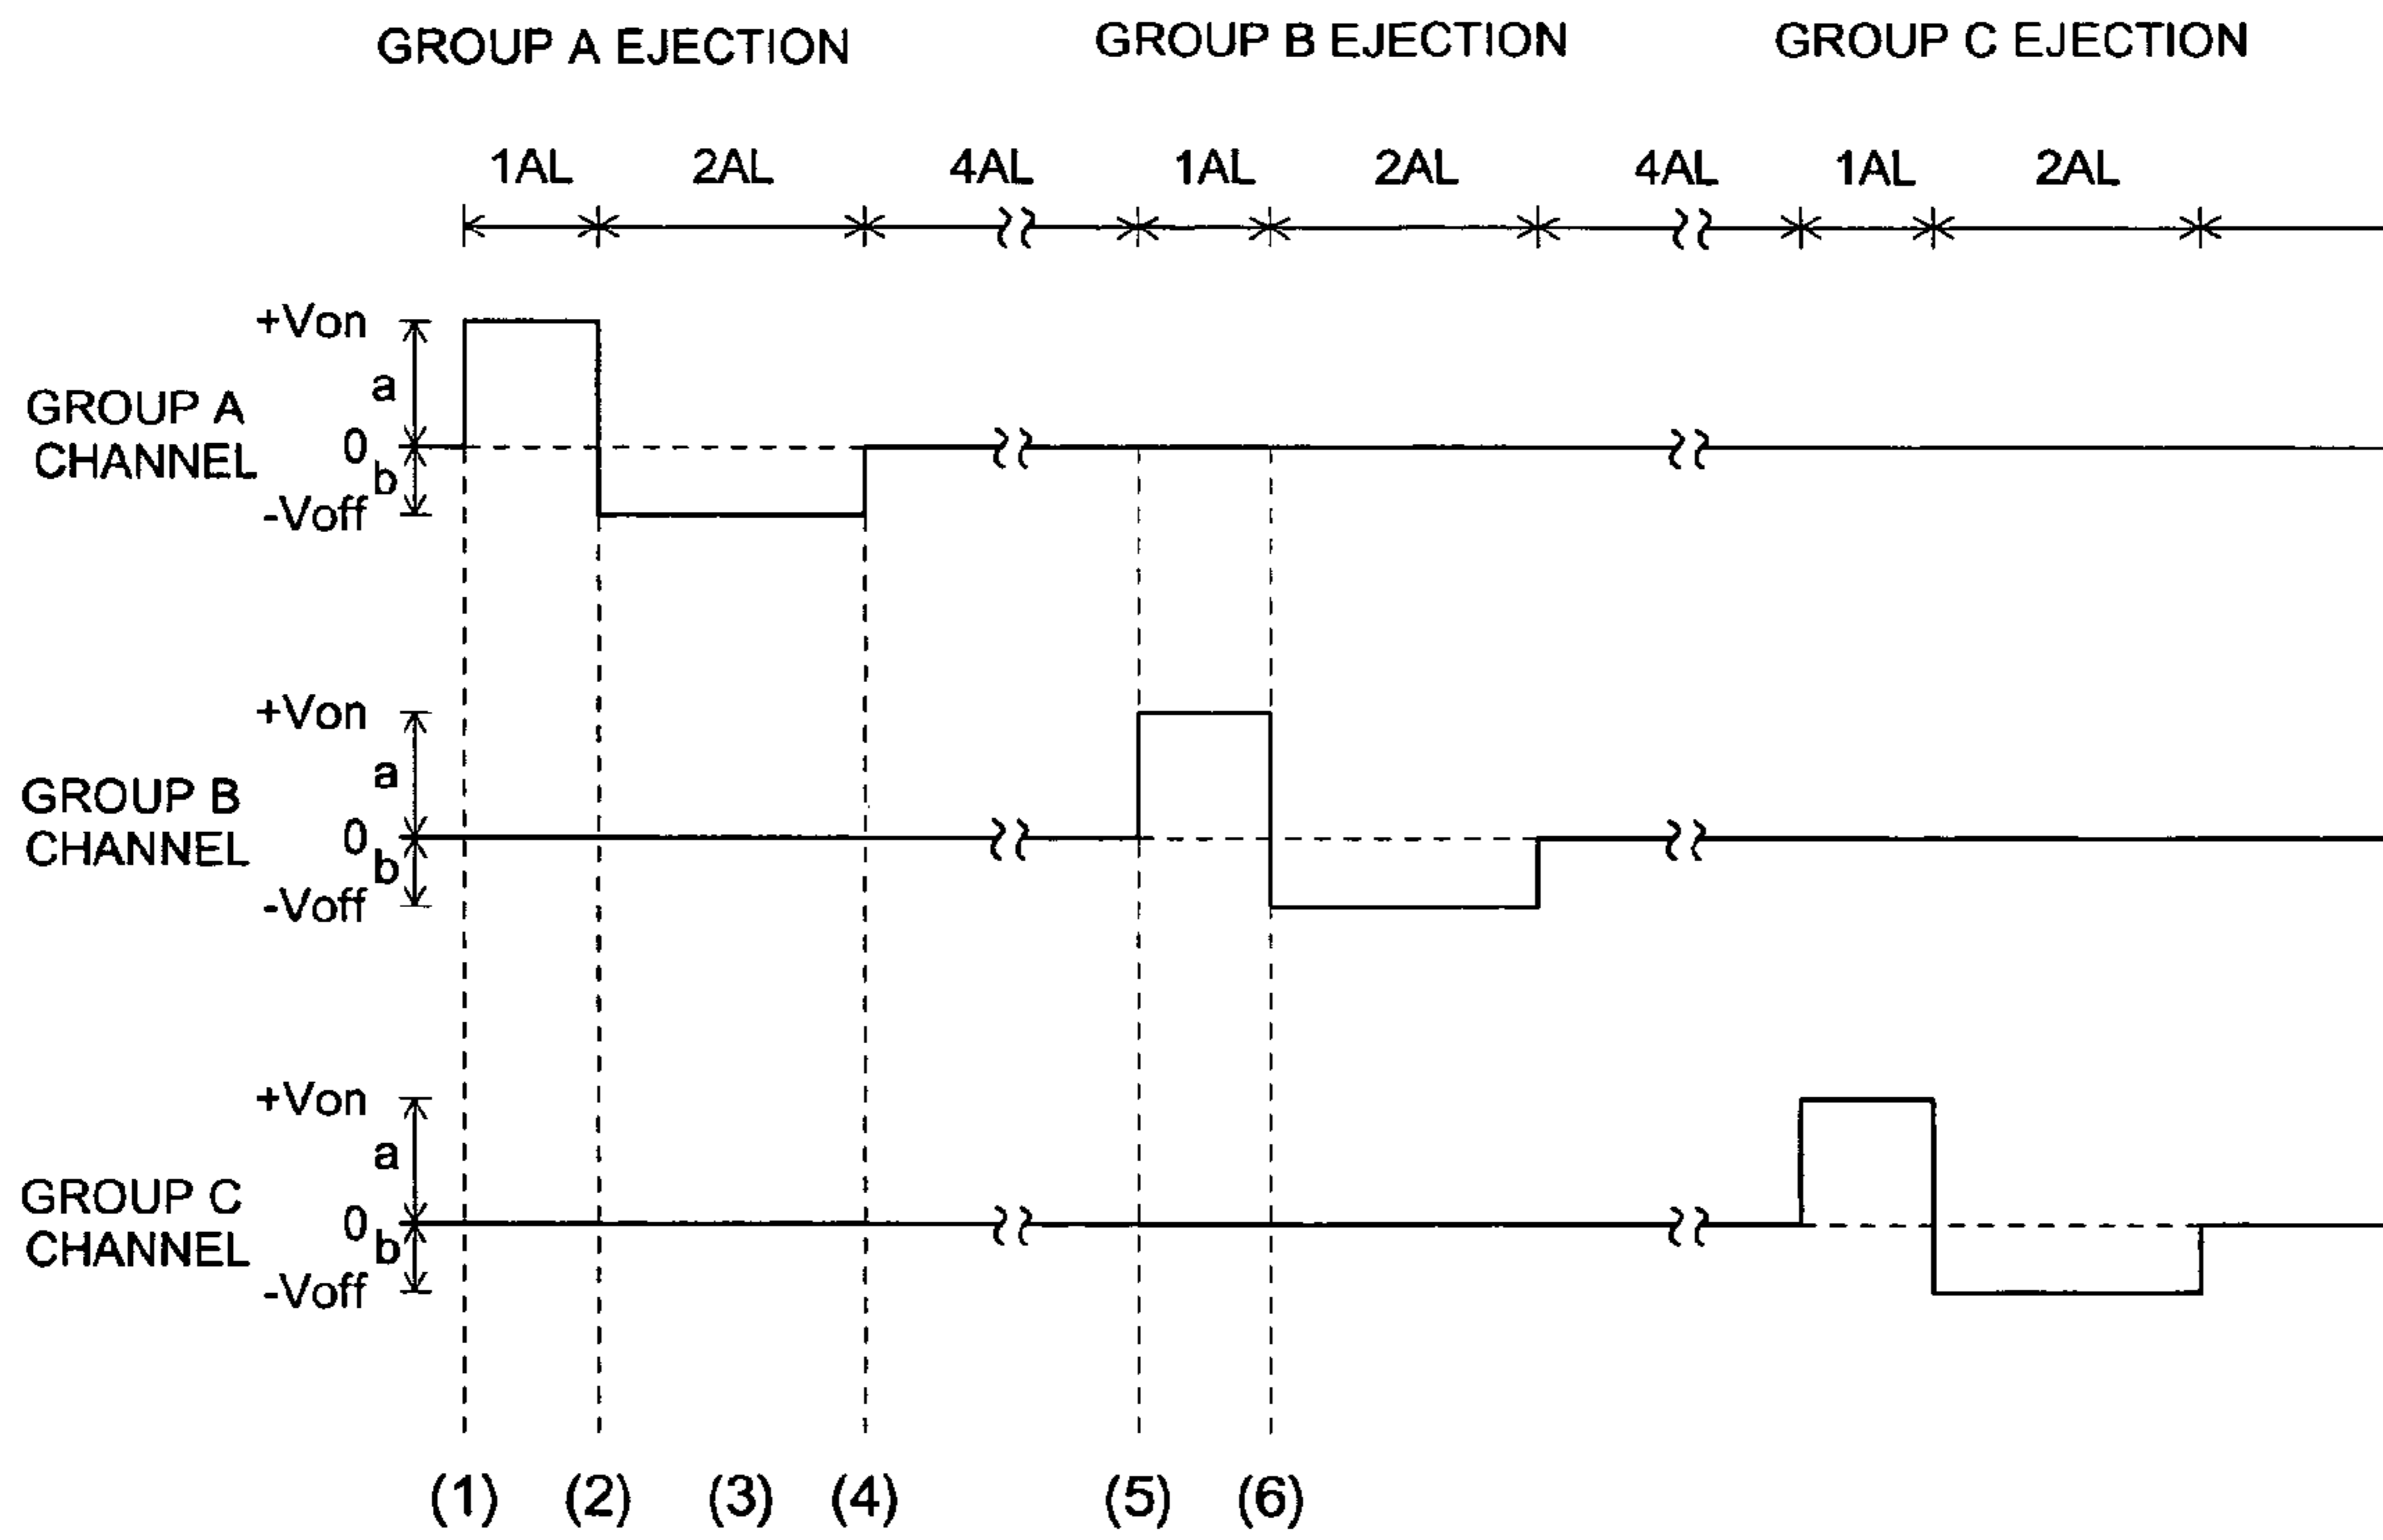 GROUP A EJECTION GROUP B EJECTION GROUP C EJECTION
1AL 2AL 4AL 1AL 2AL 4AL 1AL 2AL
+Von
a
GROUP A
CHANNEL
0
b
-Voff
+Von
a
GROUP B
CHANNEL
0
b
-Voff
+Von
a
GROUP C
CHANNEL
0
b
-Voff
(1) (2) (3) (4) (5) (6)